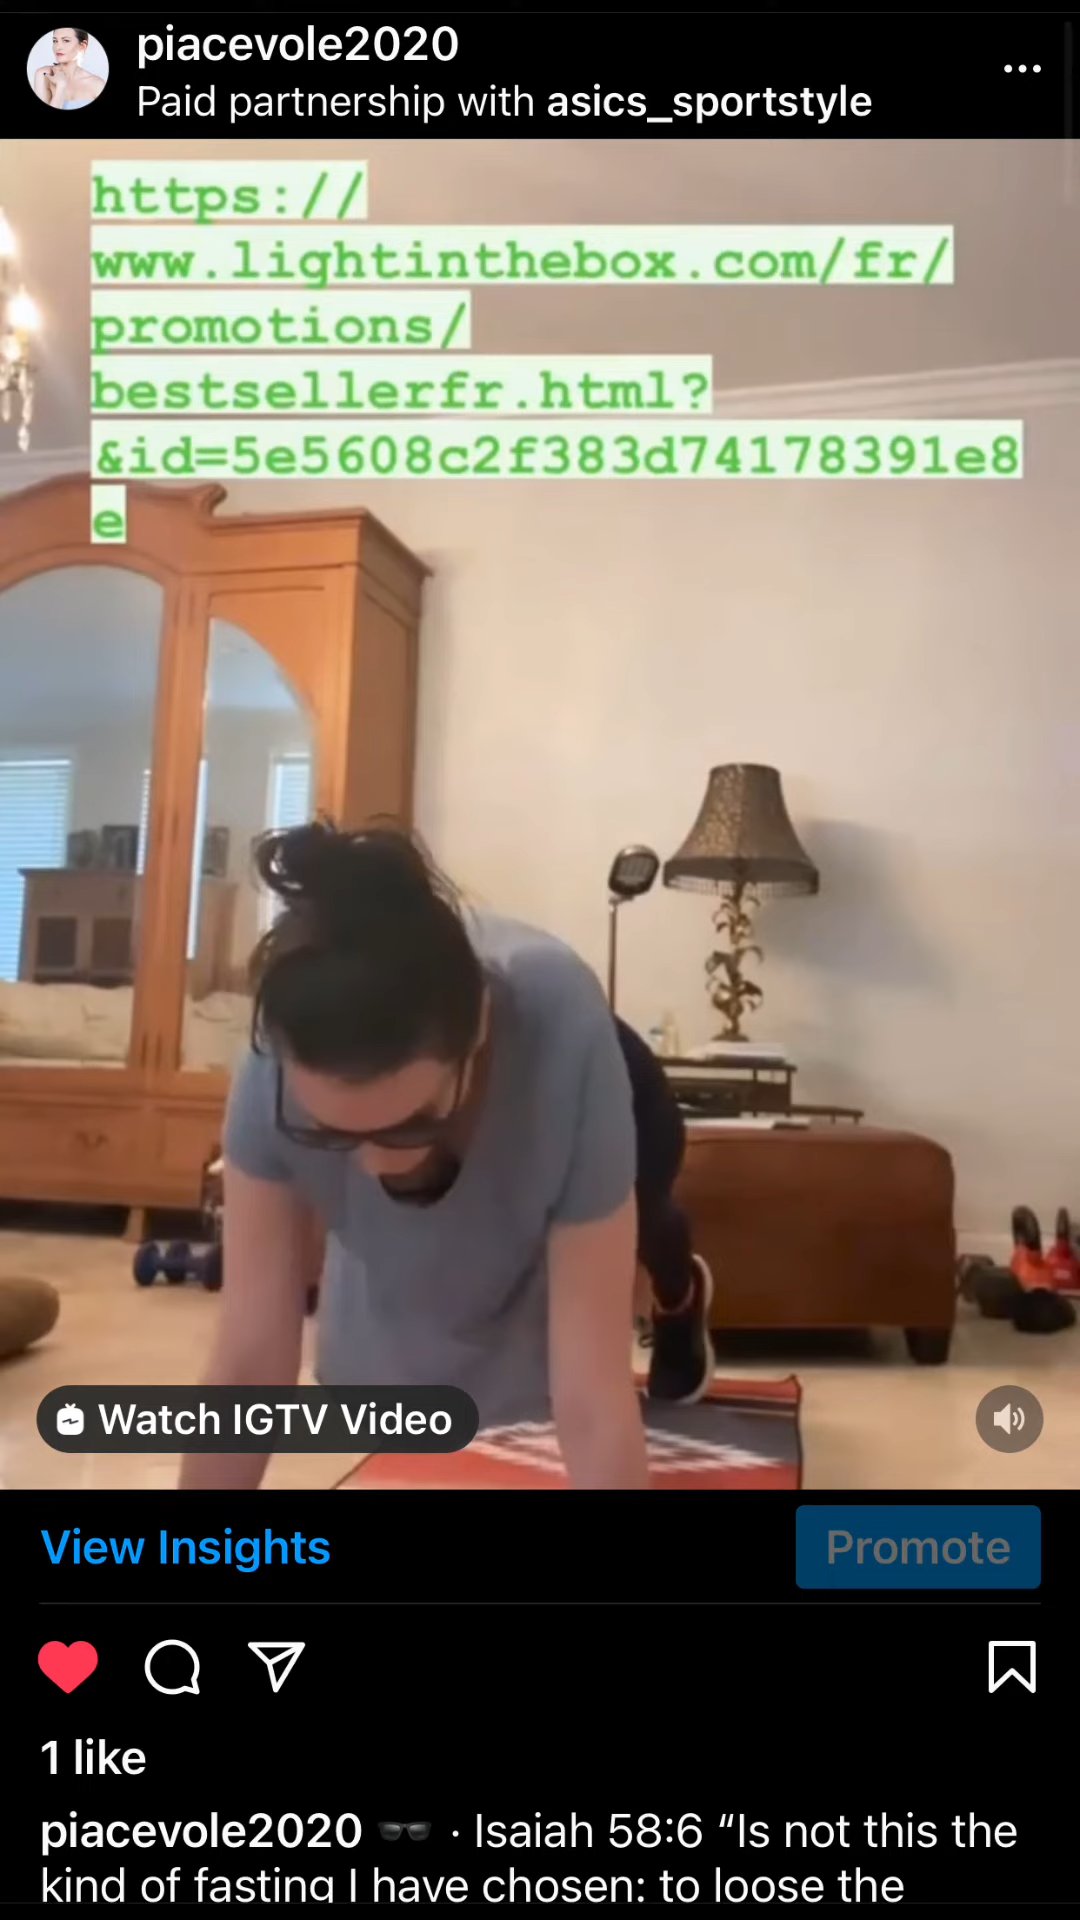 piacevole2020
Paid partnership with asics_sportstyle
https://
www.lightinthebox.com/fr/
promotions/
bestsellerfr.html?
&id=5e5608c2f383d74178391e8
e
Watch IGTV Video
View Insights
Promote
1 like
piacevole2020 🕶️ · Isaiah 58:6 “Is not this the
kind of fasting I have chosen: to loose the